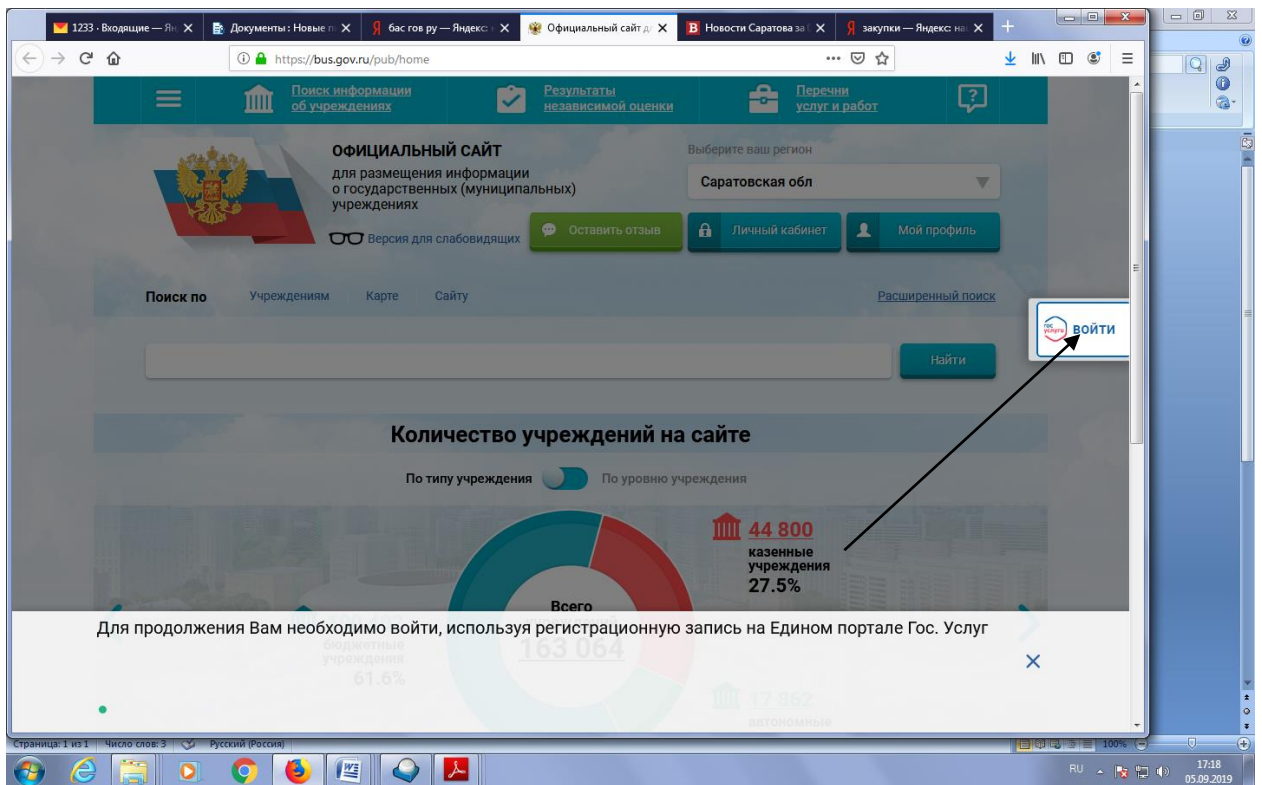 1233 · Входящие — Ян
Документы : Новые п
бас гов ру — Яндекс: н
Официальный сайт д
Новости Саратова за
закупки — Яндекс: на
https://bus.gov.ru/pub/home
Поиск информации
об учреждениях
Результаты
независимой оценки
Перечни
услуг и работ
ОФИЦИАЛЬНЫЙ САЙТ
для размещения информации
о государственных (муниципальных)
учреждениях
Версия для слабовидящих
Выберите ваш регион
Саратовская обл
Оставить отзыв
Личный кабинет
Мой профиль
Поиск по
Учреждениям
Карте
Сайту
Расширенный поиск
гос
услуги
войти
Найти
Количество учреждений на сайте
По типу учреждения
По уровню учреждения
44 800
казенные
учреждения
27.5%
Всего
Для продолжения Вам необходимо войти, используя регистрационную запись на Едином портале Гос. Услуг
бюджетные
учреждения
61.6%
163 064
17 862
автономные
Страница: 1 из 1
Число слов: 3
Русский (Россия)
100%
RU
17:18
05.09.2019